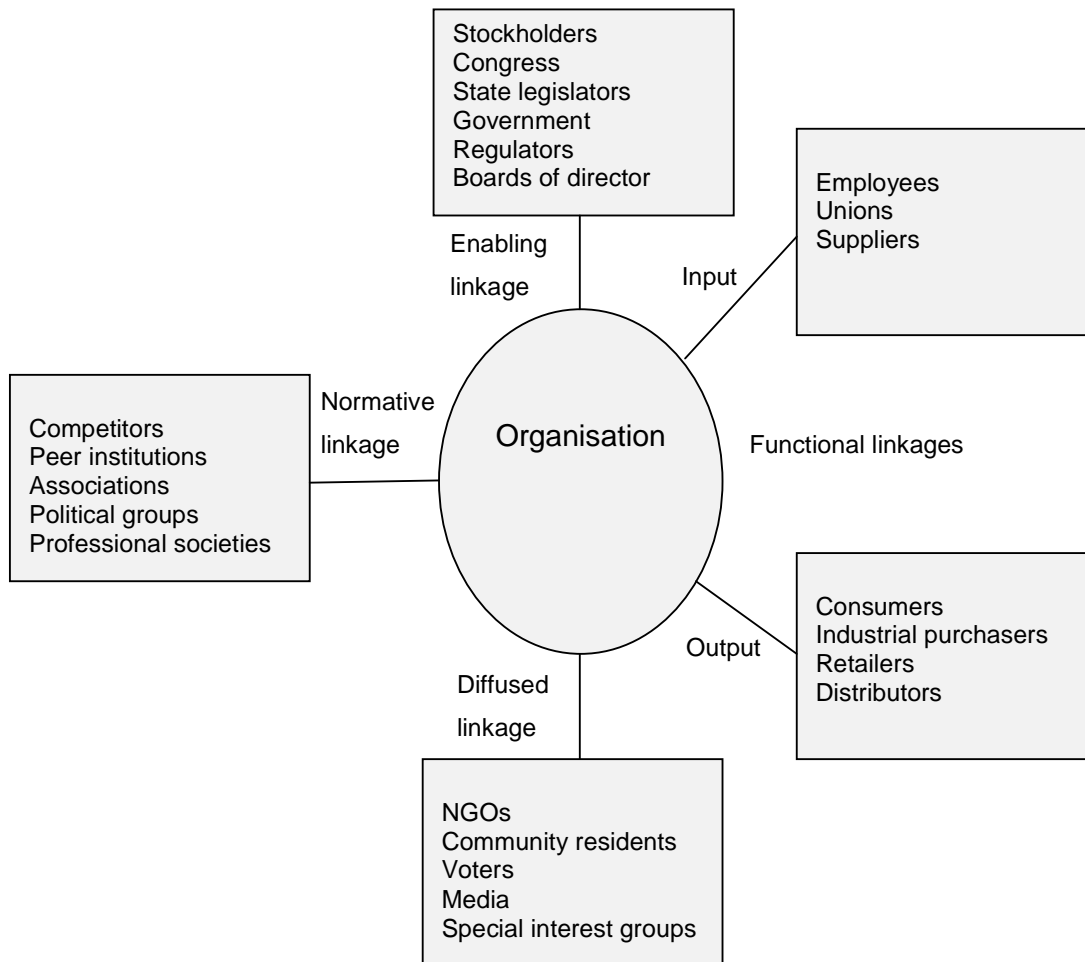 Stockholders
Congress
State legislators
Government
Regulators
Boards of director
Employees
Unions
Suppliers
Enabling
linkage
Input
Normative
linkage
Competitors
Peer institutions
Associations
Political groups
Professional societies
Organisation
Functional linkages
Consumers
Industrial purchasers
Retailers
Distributors
Output
Diffused
linkage
NGOs
Community residents
Voters
Media
Special interest groups